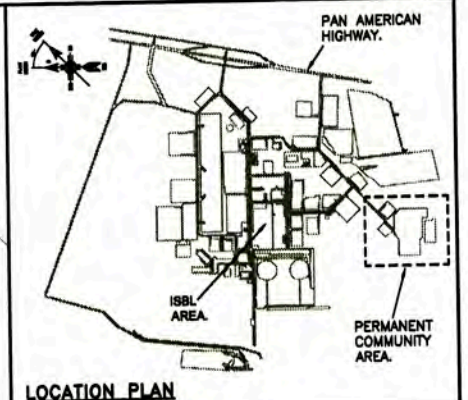 PAN AMERICAN
HIGHWAY.
ISBL
AREA.
PERMANENT
COMMUNITY
AREA.
LOCATION PLAN